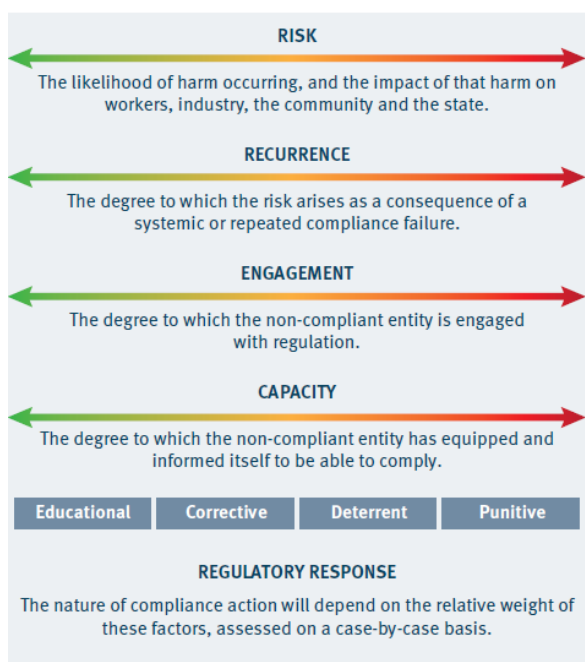 RISK
The likelihood of harm occurring, and the impact of that harm on
workers, industry, the community and the state.
RECURRENCE
The degree to which the risk arises as a consequence of a
systemic or repeated compliance failure.
ENGAGEMENT
The degree to which the non-compliant entity is engaged
with regulation.
CAPACITY
The degree to which the non-compliant entity has equipped and
informed itself to be able to comply.
Educational Corrective Deterrent Punitive
REGULATORY RESPONSE
The nature of compliance action will depend on the relative weight of
these factors, assessed on a case-by-case basis.